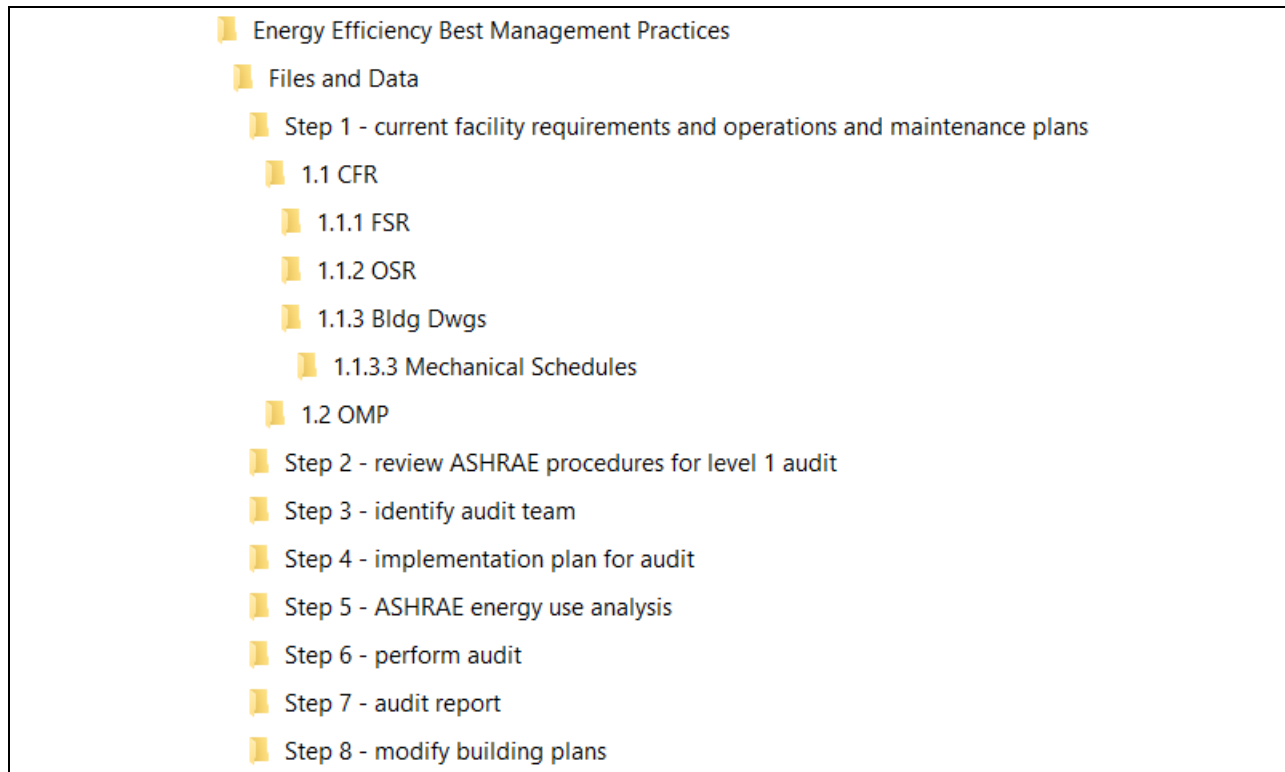 Energy Efficiency Best Management Practices
Files and Data
Step 1 - current facility requirements and operations and maintenance plans
1.1 CFR
1.1.1 FSR
1.1.2 OSR
1.1.3 Bldg Dwgs
1.1.3.3 Mechanical Schedules
1.2 OMP
Step 2 - review ASHRAE procedures for level 1 audit
Step 3 - identify audit team
Step 4 - implementation plan for audit
Step 5 - ASHRAE energy use analysis
Step 6 - perform audit
Step 7 - audit report
Step 8 - modify building plans